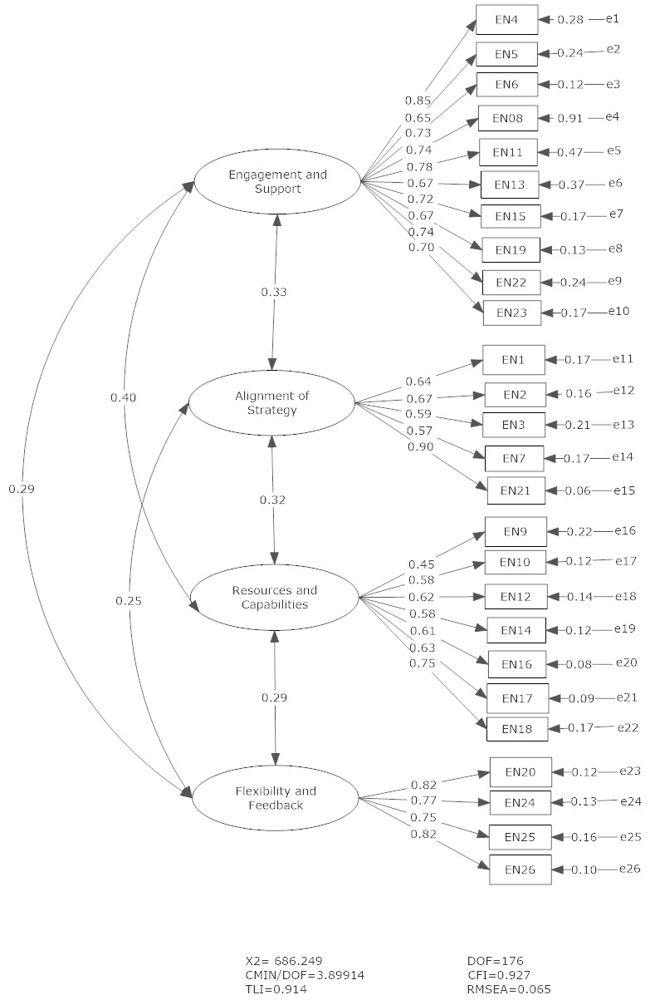 EN4 0.28 e1
EN5 0.24 e2
EN6 0.12 e3
0.85
EN08 0.91 e4
0.65
0.73
0.74
EN11 0.47 e5
0.78
Engagement and
Support
0.67
EN13 0.37 e6
0.72
EN15 0.17 e7
0.67
0.74
0.70
EN19 0.13 e8
EN22 0.24 e9
0.33
EN23 0.17 e10
EN1 0.17 e11
0.64
0.40
Alignment of
Strategy
0.67
EN2 0.16 e12
0.59
EN3 0.21 e13
0.57
0.90
EN7 0.17 e14
0.29
0.32
EN21 0.06 e15
EN9 0.22 e16
0.45
EN10 0.12 e17
0.58
0.25
Resources and
Capabilities
0.62
EN12 0.14 e18
0.58
EN14 0.12 e19
0.61
0.63
0.75
EN16 0.08 e20
0.29
EN17 0.09 e21
EN18 0.17 e22
EN20 0.12 e23
0.82
Flexibility and
Feedback
0.77
EN24 0.13 e24
0.75
0.82
EN25 0.16 e25
EN26 0.10 e26
X2= 686.249 DOF=176
CMIN/DOF=3.89914 CFI=0.927
TLI=0.914 RMSEA=0.065